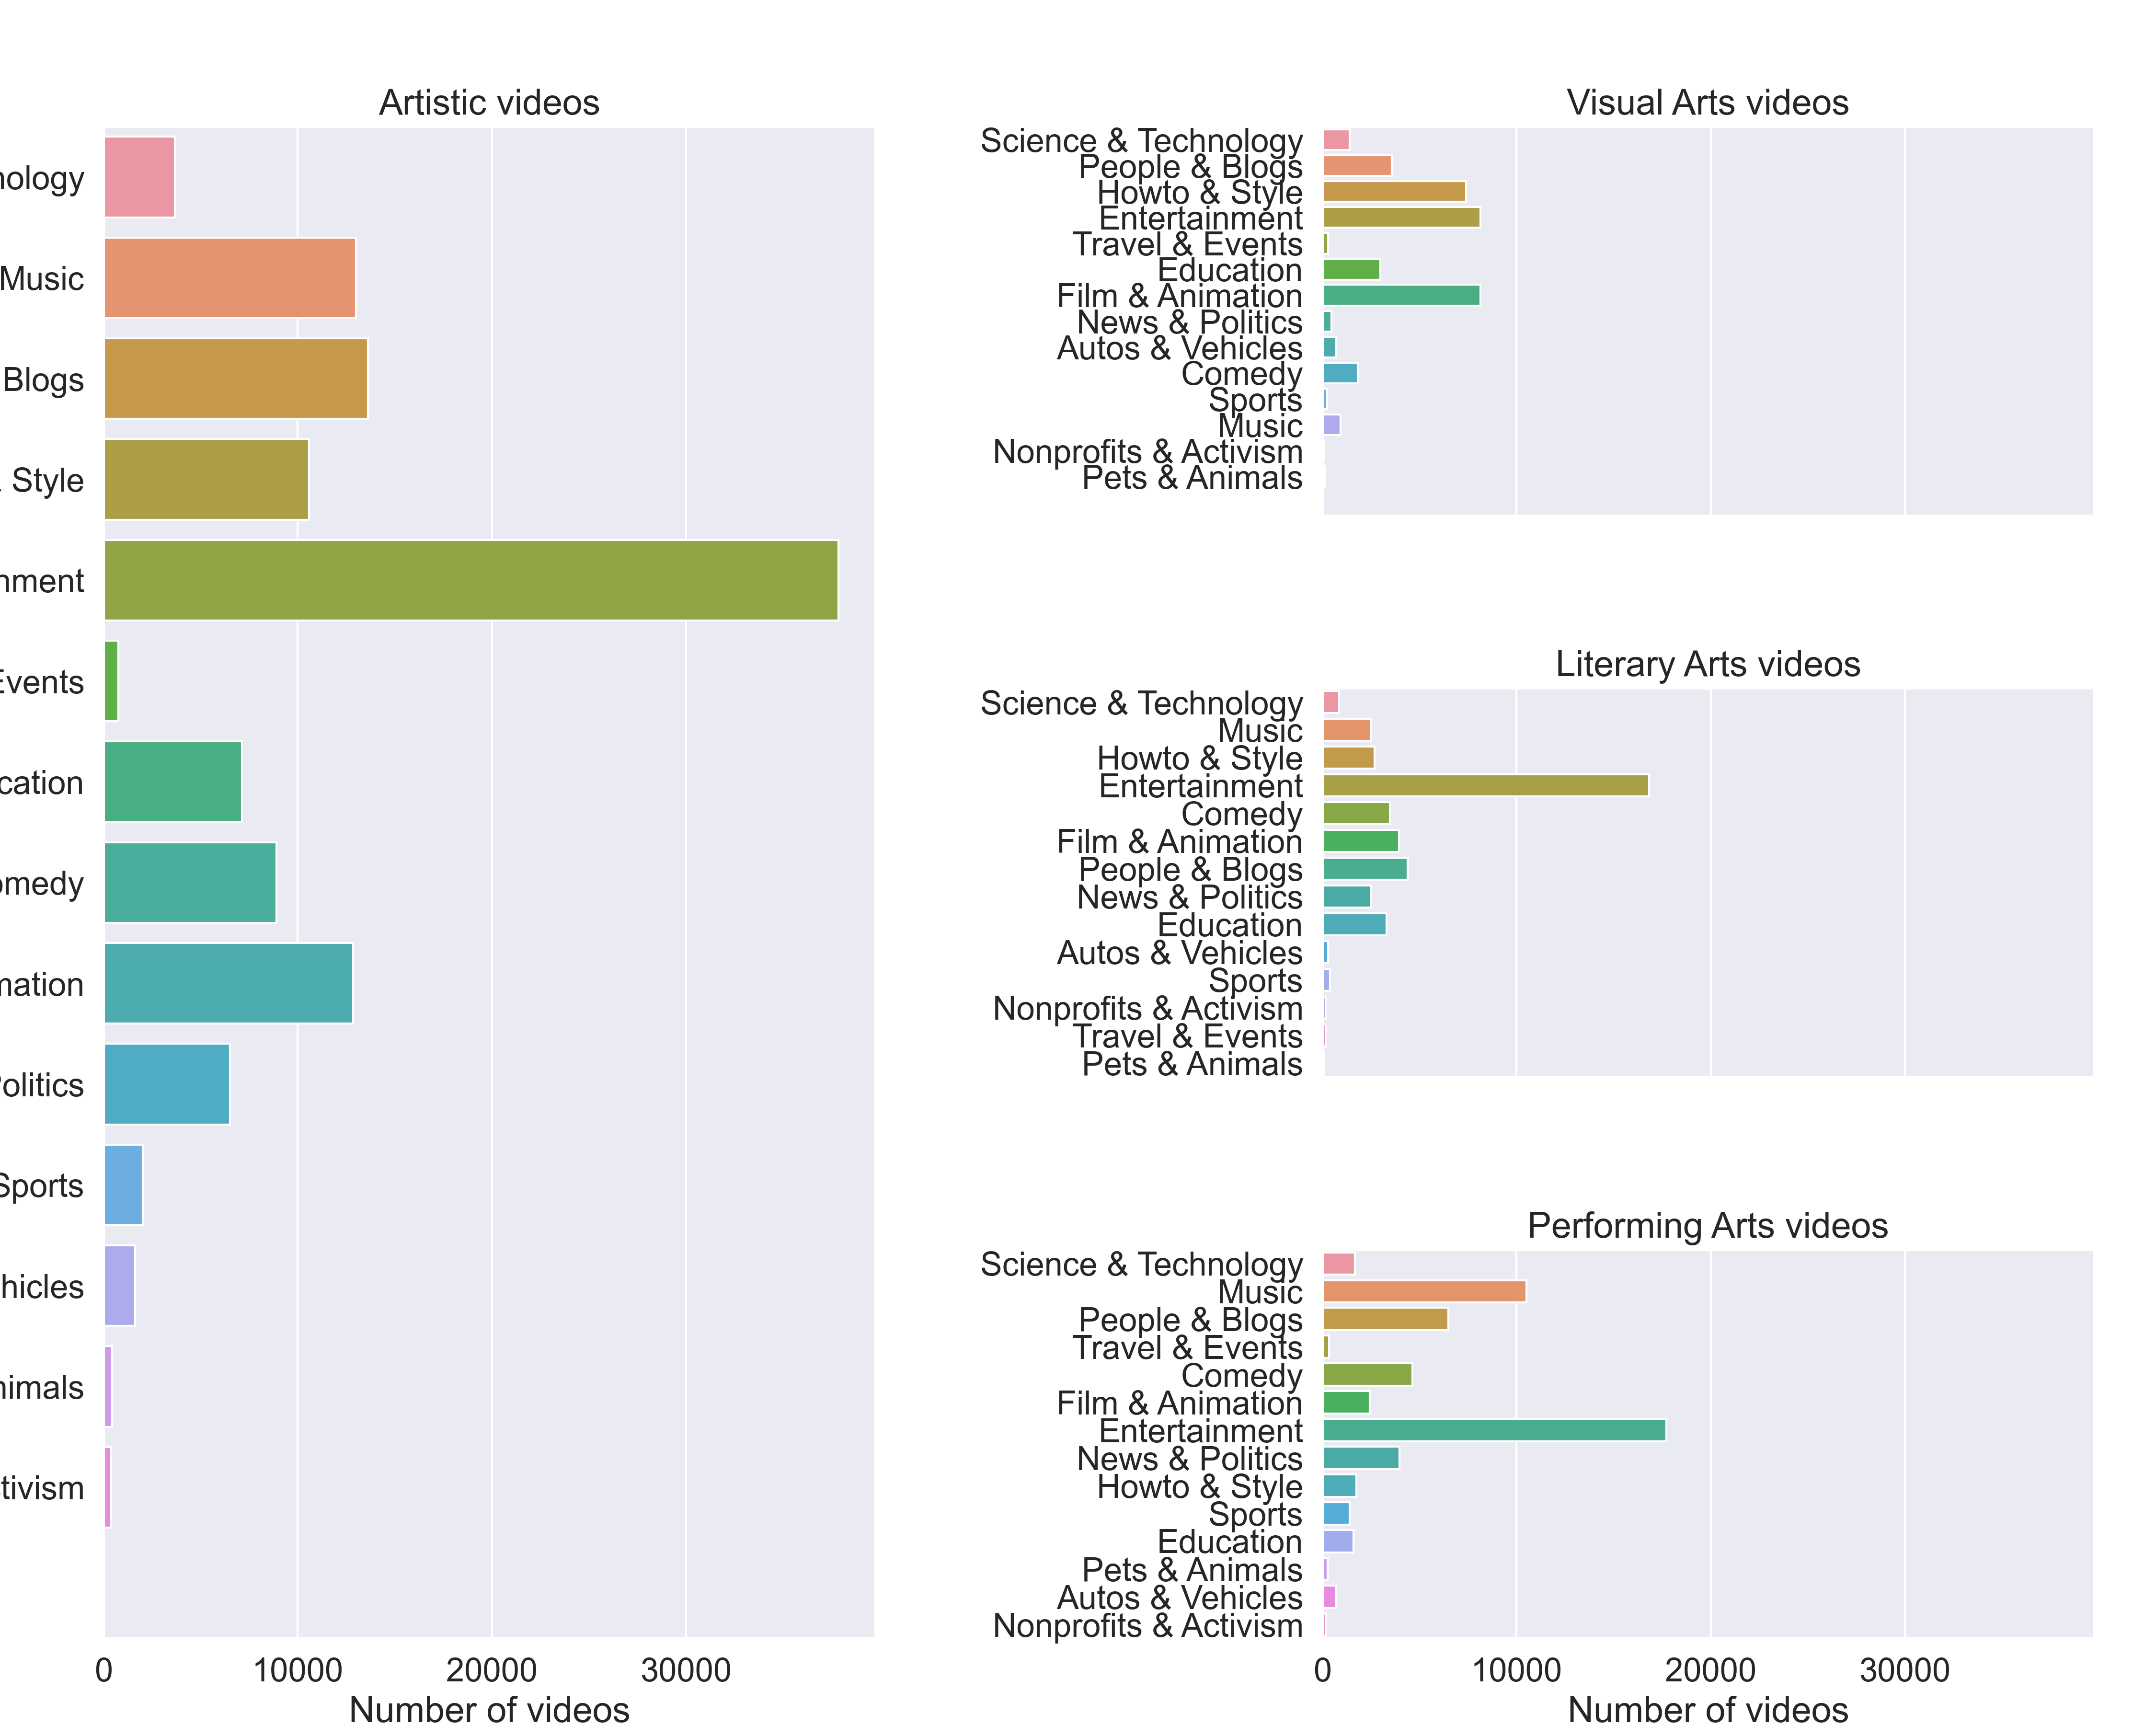 Artistic videos
nology
Music
Blogs
Style
nment
Events
cation
omedy
mation
Politics
Sports
hicles
nimals
tivism
0 10000 20000 30000
Number of videos
Visual Arts videos
Science & Technology
People & Blogs
Howto & Style
Entertainment
Travel & Events
Education
Film & Animation
News & Politics
Autos & Vehicles
Comedy
Sports
Music
Nonprofits & Activism
Pets & Animals
Literary Arts videos
Science & Technology
Music
Howto & Style
Entertainment
Comedy
Film & Animation
People & Blogs
News & Politics
Education
Autos & Vehicles
Sports
Nonprofits & Activism
Travel & Events
Pets & Animals
Performing Arts videos
Science & Technology
Music
People & Blogs
Travel & Events
Comedy
Film & Animation
Entertainment
News & Politics
Howto & Style
Sports
Education
Pets & Animals
Autos & Vehicles
Nonprofits & Activism
0 10000 20000 30000
Number of videos